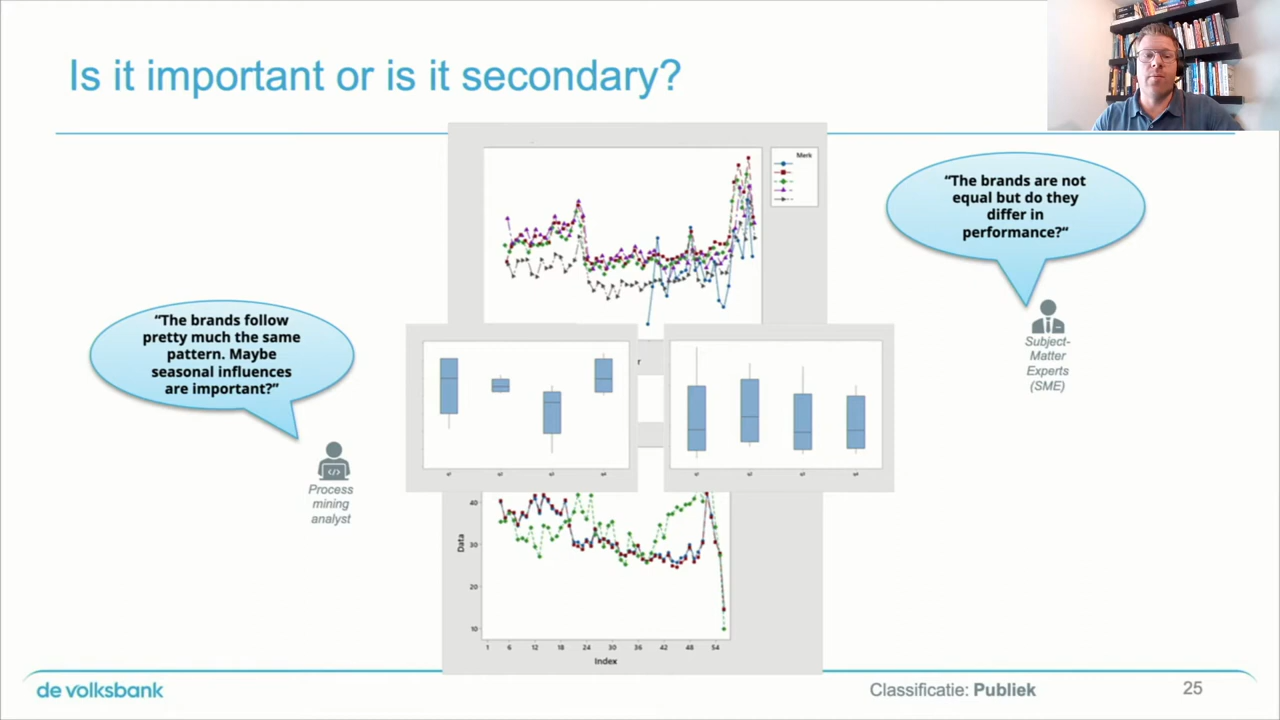 Is it important or is it secondary?
Merk
“The brands are not
equal but do they
differ in
performance?“
Subject-
Matter
Experts
(SME)
“The brands follow
pretty much the same
pattern. Maybe
seasonal influences
are important?”
Process
mining
analyst
r
40
30
20
10
Data
1 6 12 18 24 30 36 42 48 54
Index
de volksbank
Classificatie: Publiek
25